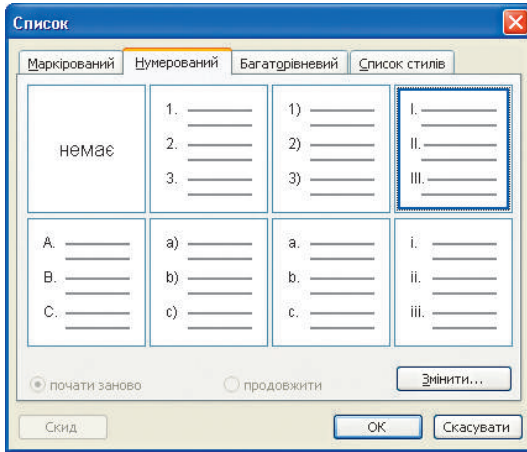 Список
Маркірований Нумерований Багаторівневий Список стилів
немає
1.
2.
3.
1)
2)
3)
I.
II.
III.
A.
B.
C.
a)
b)
c)
a.
b.
c.
i.
ii.
iii.
почати заново продовжити Змінити...
Скид ОК Скасувати